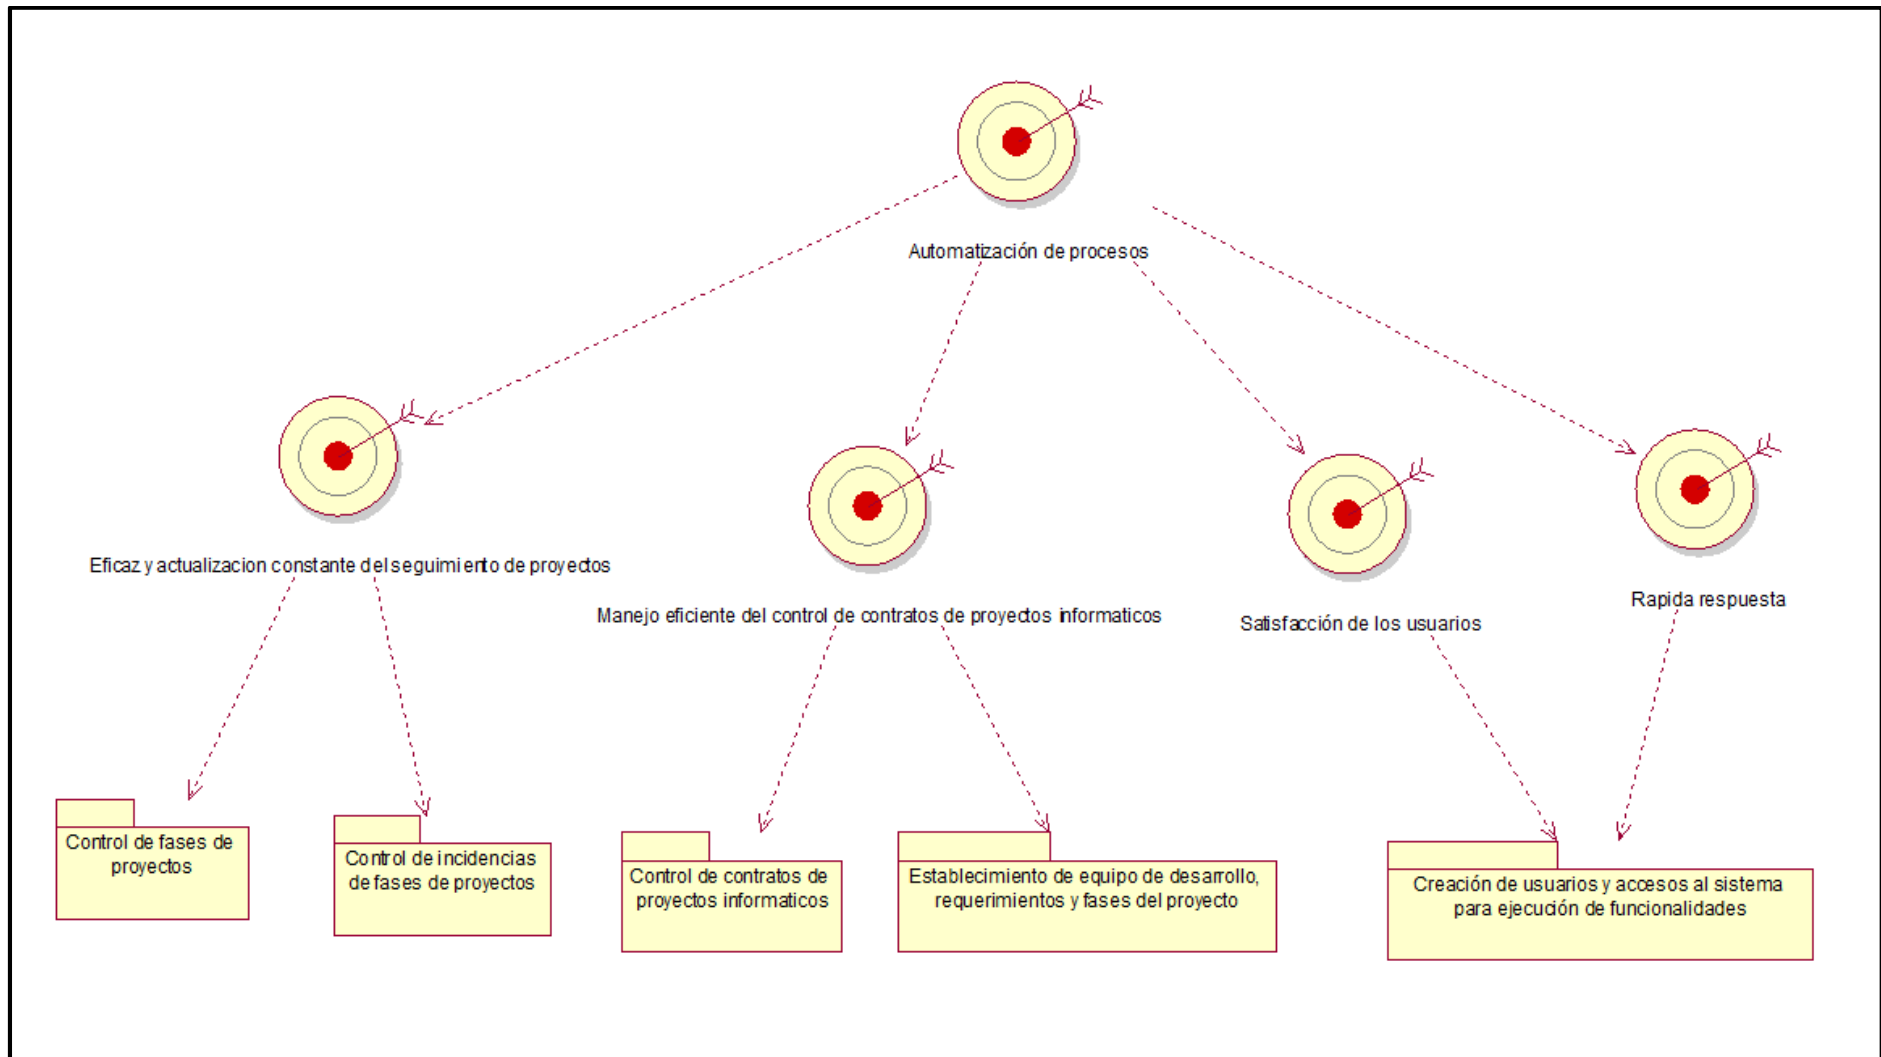 Automatización de procesos
Eficaz y actualizacion constante del seguimiento de proyectos
Manejo eficiente del control de contratos de proyectos informaticos
Satisfacción de los usuarios
Rapida respuesta
Control de fases de
proyectos
Control de incidencias
de fases de proyectos
Control de contratos de
proyectos informaticos
Establecimiento de equipo de desarrollo,
requerimientos y fases del proyecto
Creación de usuarios y accesos al sistema
para ejecución de funcionalidades